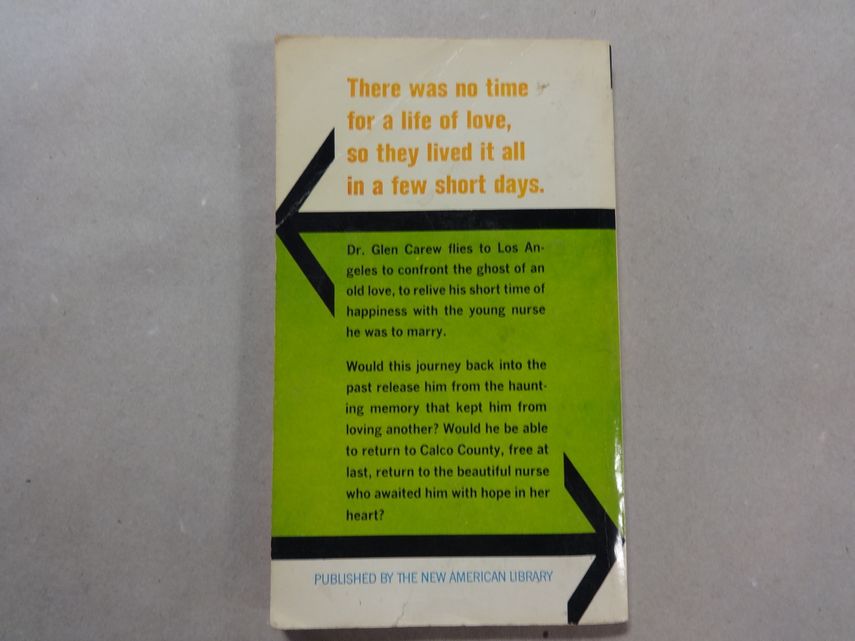 There was no time
for a life of love,
so they lived it all
in a few short days.
Dr. Glen Carew flies to Los An-
geles to confront the ghost of an
old love, to relive his short time of
happiness with the young nurse
he was to marry.
Would this journey back into the
past release him from the haunt-
ing memory that kept him from
loving another? Would he be able
to return to Calco County, free at
last, return to the beautiful nurse
who awaited him with hope in her
heart?
PUBLISHED BY THE NEW AMERICAN LIBRARY